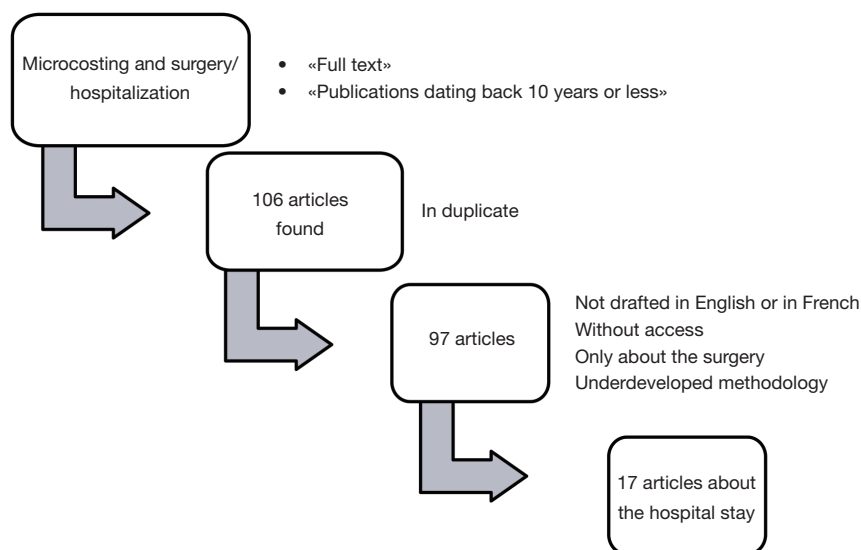 Microcosting and surgery/
hospitalization
• «Full text»
• «Publications dating back 10 years or less»
106 articles
found
In duplicate
97 articles
Not drafted in English or in French
Without access
Only about the surgery
Underdeveloped methodology
17 articles about
the hospital stay